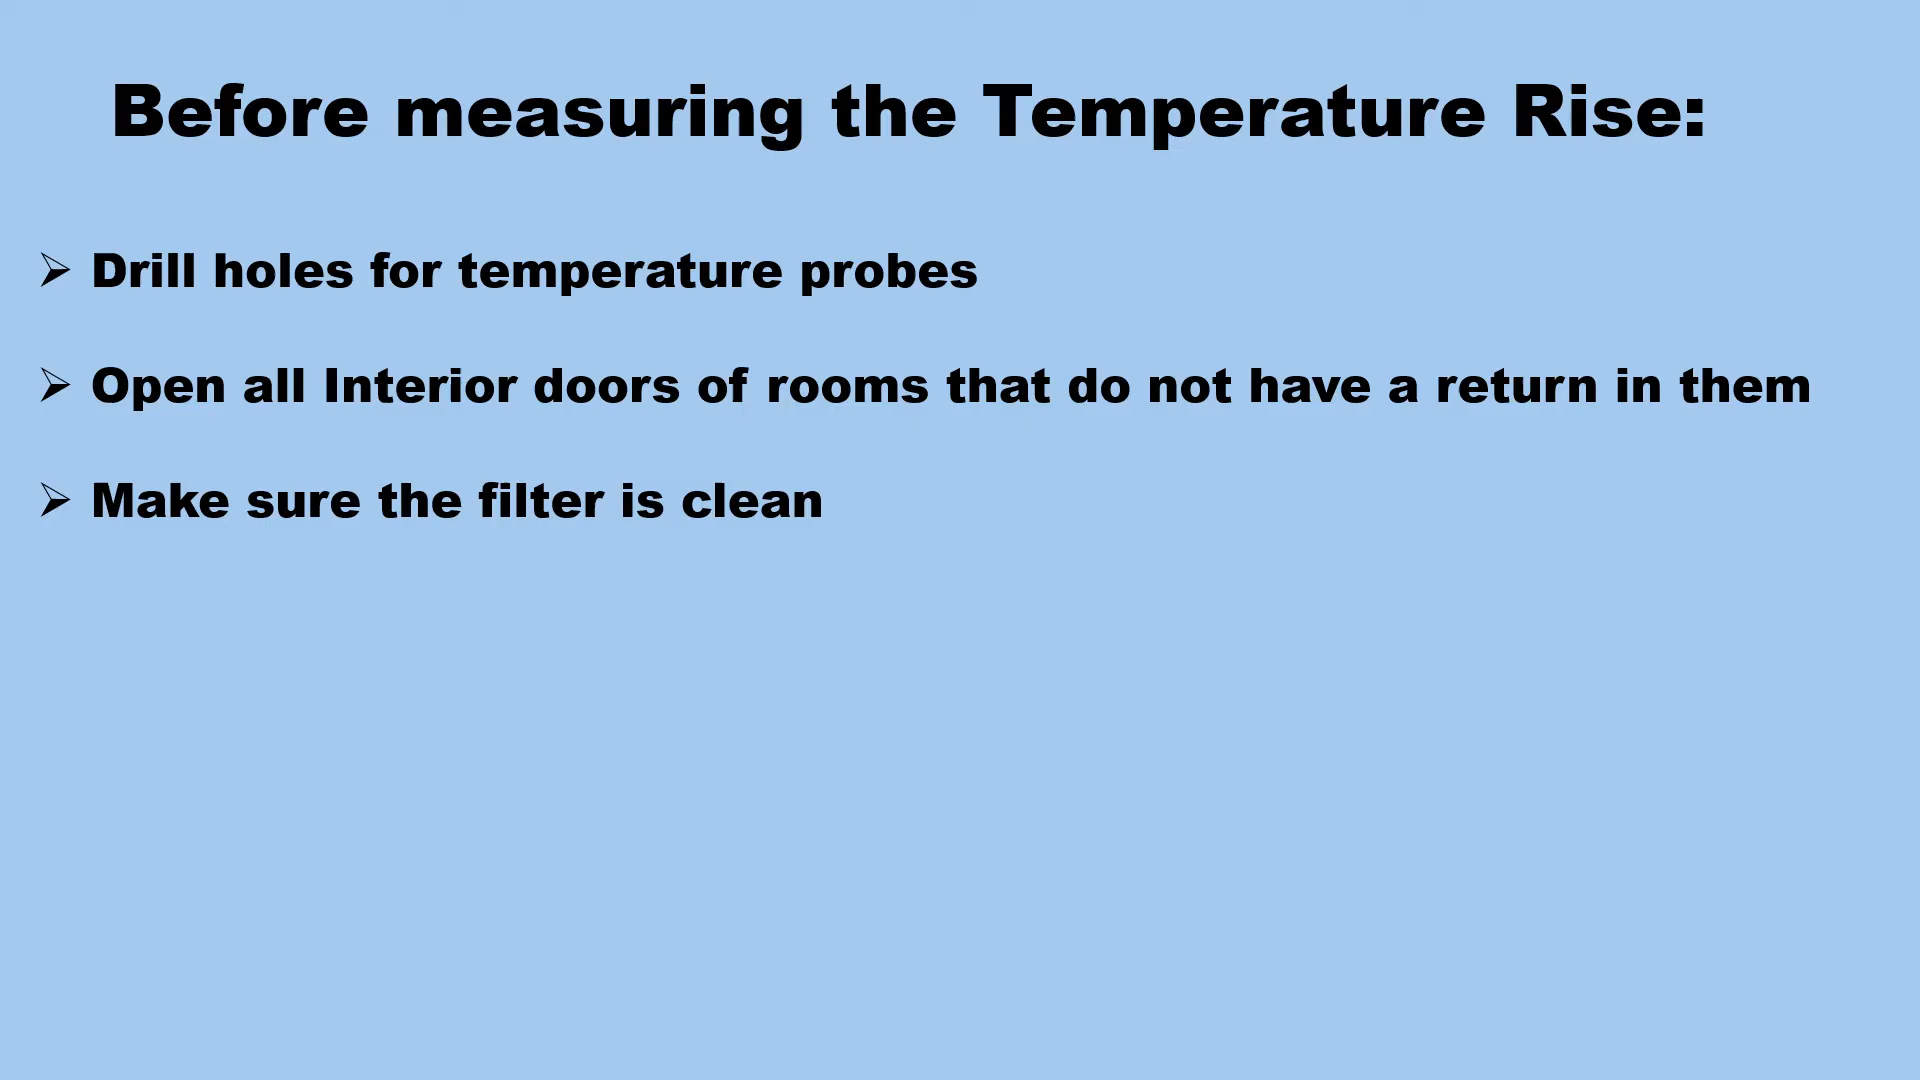 Before measuring the Temperature Rise:
➢ Drill holes for temperature probes
➢ Open all Interior doors of rooms that do not have a return in them
➢ Make sure the filter is clean